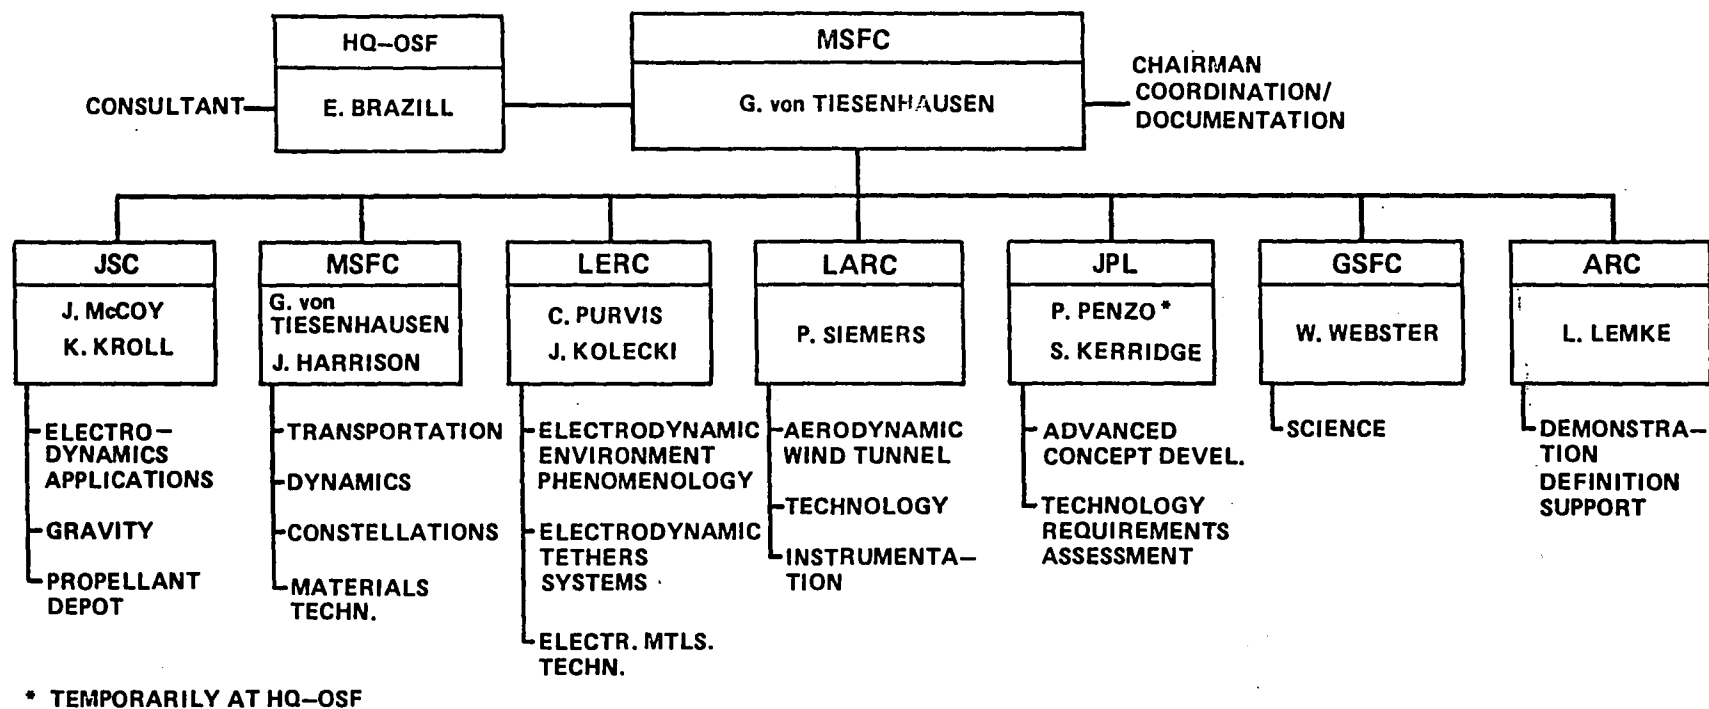 HQ–OSF
E. BRAZILL
CONSULTANT
MSFC
G. von TIESENHAUSEN
CHAIRMAN
COORDINATION/
DOCUMENTATION
JSC
J. McCOY
K. KROLL
ELECTRO–
DYNAMICS
APPLICATIONS
GRAVITY
PROPELLANT
DEPOT
MSFC
G. von
TIESENHAUSEN
J. HARRISON
TRANSPORTATION
DYNAMICS
CONSTELLATIONS
MATERIALS
TECHN.
LERC
C. PURVIS
J. KOLECKI
ELECTRODYNAMIC
ENVIRONMENT
PHENOMENOLOGY
ELECTRODYNAMIC
TETHERS
SYSTEMS
ELECTR. MTLS.
TECHN.
LARC
P. SIEMERS
AERODYNAMIC
WIND TUNNEL
TECHNOLOGY
INSTRUMENTA–
TION
JPL
P. PENZO*
S. KERRIDGE
ADVANCED
CONCEPT DEVEL.
TECHNOLOGY
REQUIREMENTS
ASSESSMENT
GSFC
W. WEBSTER
SCIENCE
ARC
L. LEMKE
DEMONSTRA–
TION
DEFINITION
SUPPORT
* TEMPORARILY AT HQ–OSF